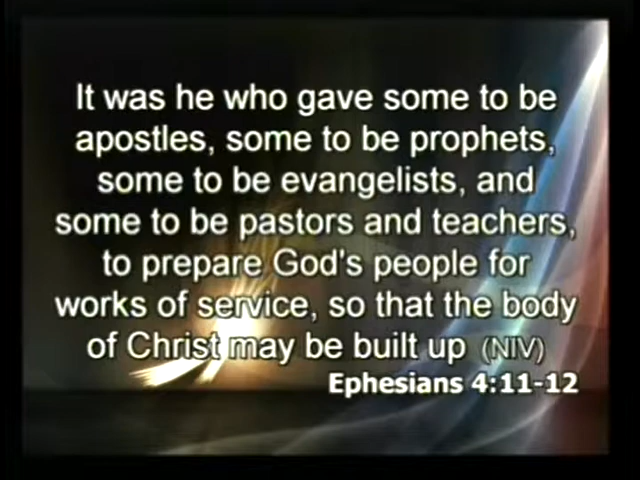 It was he who gave some to be
apostles, some to be prophets,
some to be evangelists, and
some to be pastors and teachers,
to prepare God's people for
works of service, so that the body
of Christ may be built up (NIV)
Ephesians 4:11-12